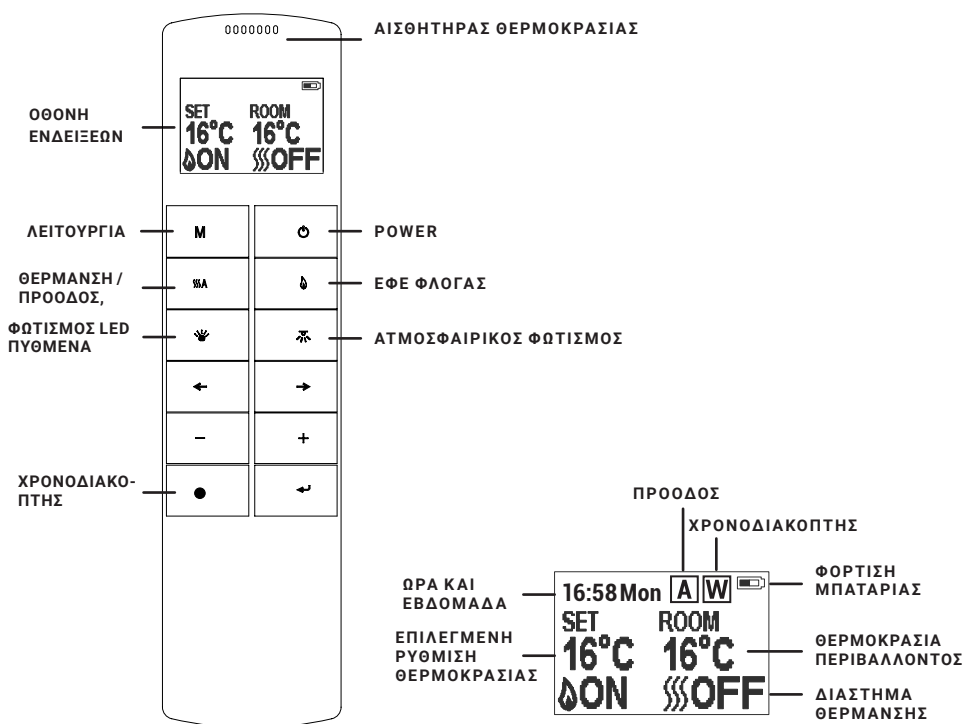 0000000
ΑΙΣΘΗΤΗΡΑΣ ΘΕΡΜΟΚΡΑΣΙΑΣ
ΟΘΟΝΗ
ΕΝΔΕΙΞΕΩΝ
SET ROOM
16°C 16°C
ON OFF
ΛΕΙΤΟΥΡΓΙΑ
M
POWER
ΘΕΡΜΑΝΣΗ /
ΠΡΟΟΔΟΣ,
A
ΕΦΕ ΦΛΟΓΑΣ
ΦΩΤΙΣΜΟΣ LED
ΠΥΘΜΕΝΑ
ΑΤΜΟΣΦΑΙΡΙΚΟΣ ΦΩΤΙΣΜΟΣ
← →
− +
ΧΡΟΝΟΔΙΑΚΟ-
ΠΤΗΣ
ΠΡΟΟΔΟΣ
ΧΡΟΝΟΔΙΑΚΟΠΤΗΣ
ΩΡΑ ΚΑΙ
ΕΒΔΟΜΑΔΑ
16:58 Mon A W
ΦΟΡΤΙΣΗ
ΜΠΑΤΑΡΙΑΣ
SET ROOM
ΕΠΙΛΕΓΜΕΝΗ
ΡΥΘΜΙΣΗ
ΘΕΡΜΟΚΡΑΣΙΑΣ
16°C 16°C
ΘΕΡΜΟΚΡΑΣΙΑ
ΠΕΡΙΒΑΛΛΟΝΤΟΣ
ON OFF
ΔΙΑΣΤΗΜΑ
ΘΕΡΜΑΝΣΗΣ